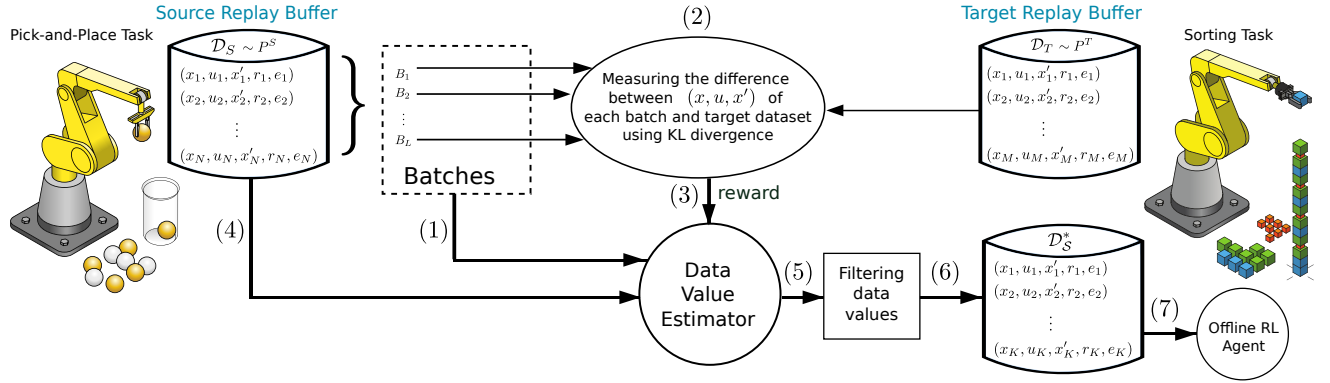 Pick-and-Place Task
Source Replay Buffer
𝒟_S ∼ P^S
(x_1, u_1, x′_1, r_1, e_1)
(x_2, u_2, x′_2, r_2, e_2)
⋮
(x_N, u_N, x′_N, r_N, e_N)
B_1
B_2
⋮
B_L
Batches
(2)
Measuring the difference
between (x, u, x′) of
each batch and target dataset
using KL divergence
Target Replay Buffer
𝒟_T ∼ P^T
(x_1, u_1, x′_1, r_1, e_1)
(x_2, u_2, x′_2, r_2, e_2)
⋮
(x_M, u_M, x′_M, r_M, e_M)
Sorting Task
(4)
(1)
(3)
reward
Data
Value
Estimator
(5)
Filtering
data
values
(6)
𝒟*_𝒮
(x_1, u_1, x′_1, r_1, e_1)
(x_2, u_2, x′_2, r_2, e_2)
⋮
(x_K, u_K, x′_K, r_K, e_K)
(7)
Offline RL
Agent